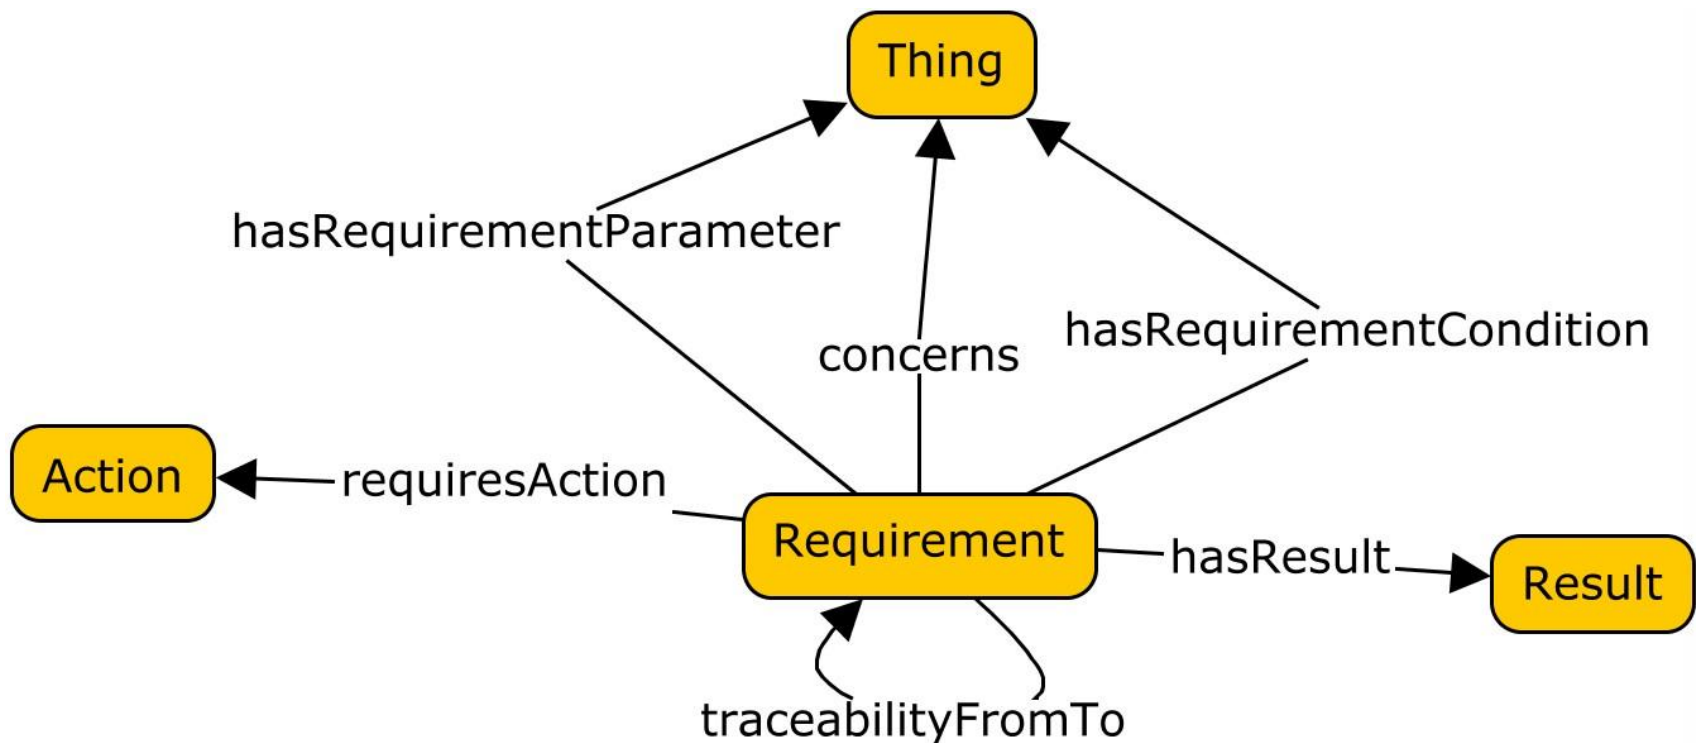 Thing
hasRequirementParameter
hasRequirementCondition
concerns
Action
requiresAction
Requirement
hasResult
Result
traceabilityFromTo